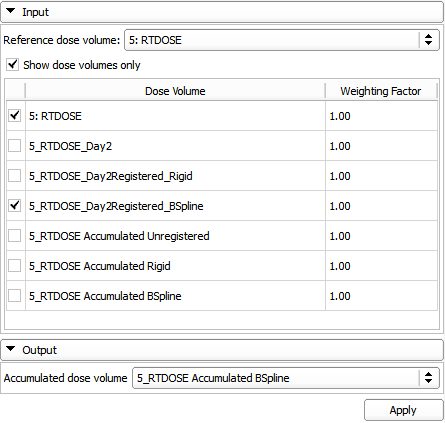 Input
Reference dose volume: 5: RTDOSE
Show dose volumes only
Dose Volume Weighting Factor
5: RTDOSE 1.00
5_RTDOSE_Day2 1.00
5_RTDOSE_Day2Registered_Rigid 1.00
5_RTDOSE_Day2Registered_BSpline 1.00
5_RTDOSE Accumulated Unregistered 1.00
5_RTDOSE Accumulated Rigid 1.00
5_RTDOSE Accumulated BSpline 1.00
Output
Accumulated dose volume 5_RTDOSE Accumulated BSpline
Apply